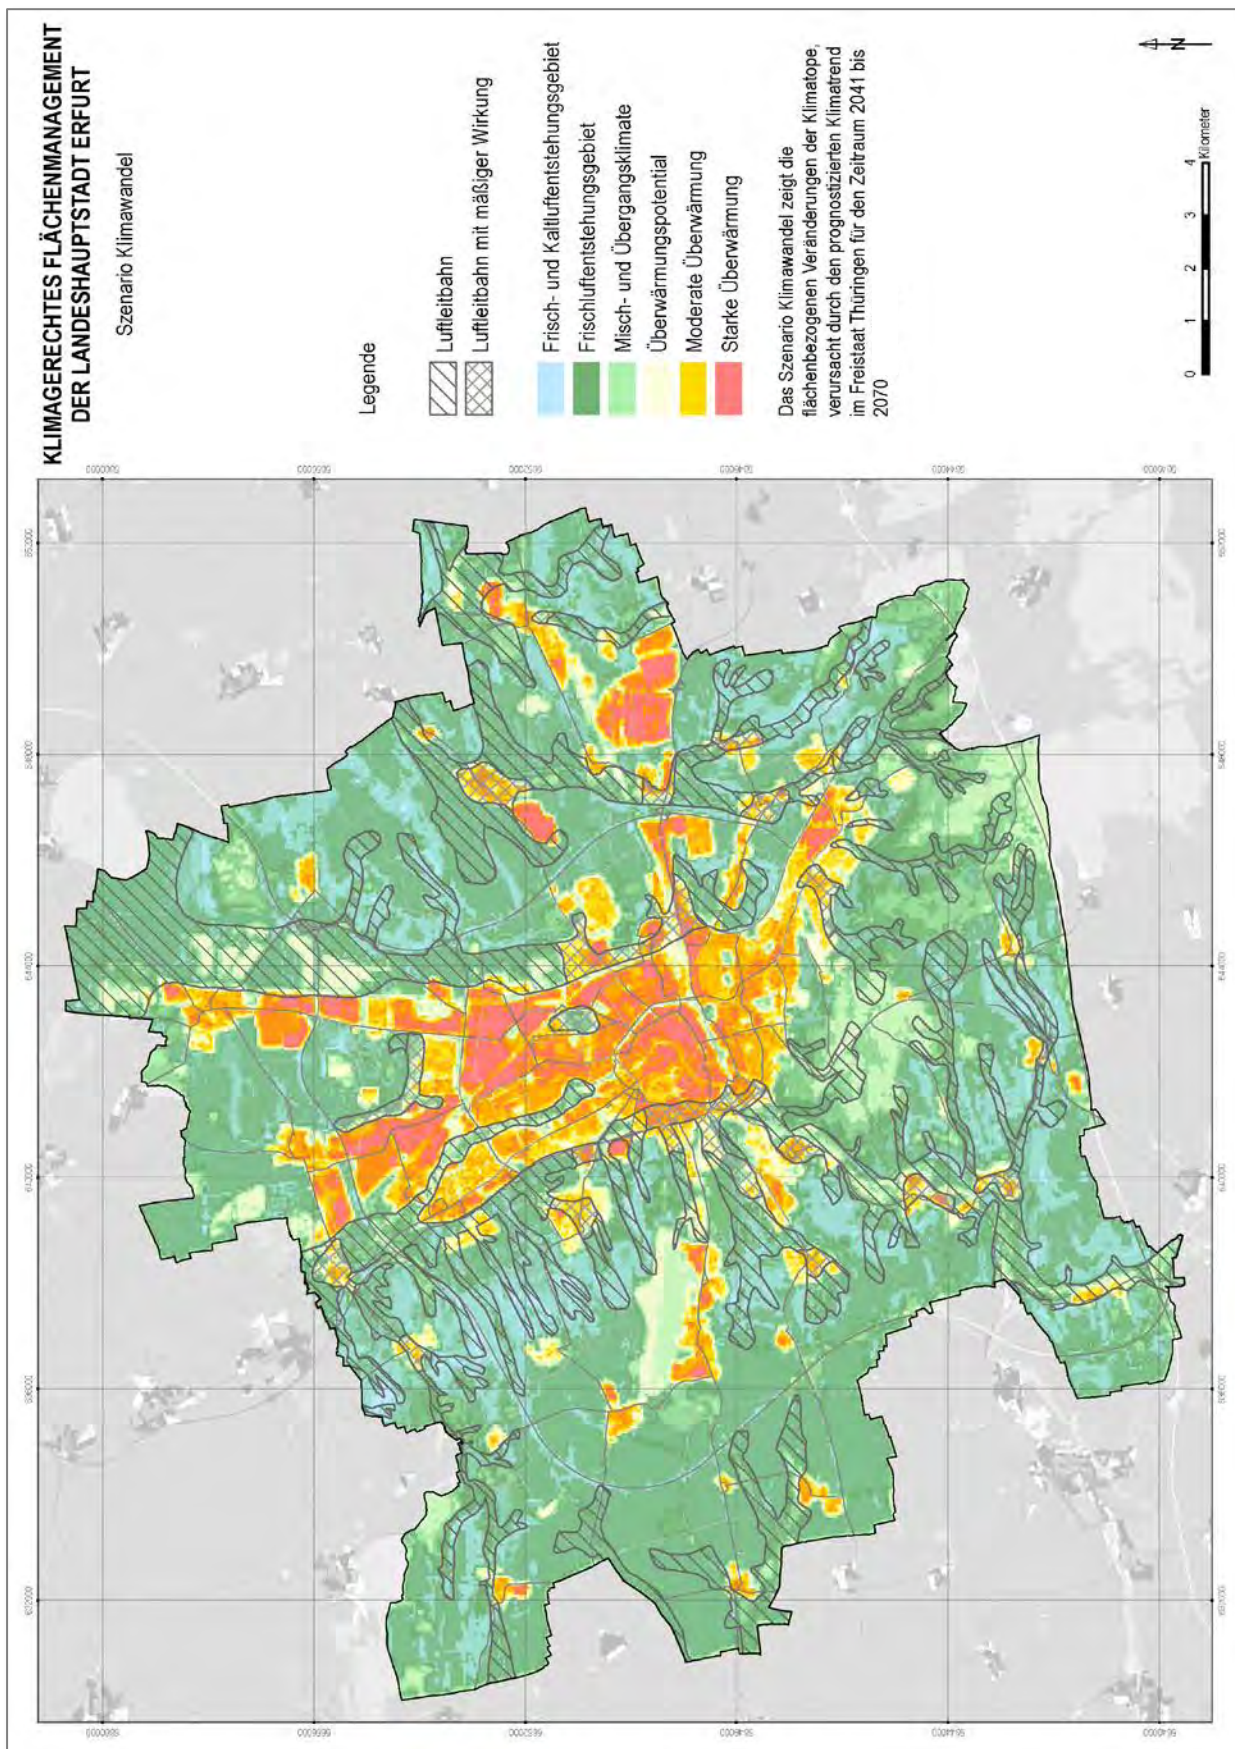 KLIMAGERECHTES FLÄCHENMANAGEMENT
DER LANDESHAUPTSTADT ERFURT
Szenario Klimawandel
Legende
Luftleitbahn
Luftleitbahn mit mäßiger Wirkung
Frisch- und Kaltluftentstehungsgebiet
Frischluftentstehungsgebiet
Misch- und Übergangsklimate
Überwärmungspotential
Moderate Überwärmung
Starke Überwärmung
Das Szenario Klimawandel zeigt die
flächenbezogenen Veränderungen der Klimatope,
verursacht durch den prognostizierten Klimatrend
im Freistaat Thüringen für den Zeitraum 2041 bis
2070
0 1 2 3 4
Kilometer
N